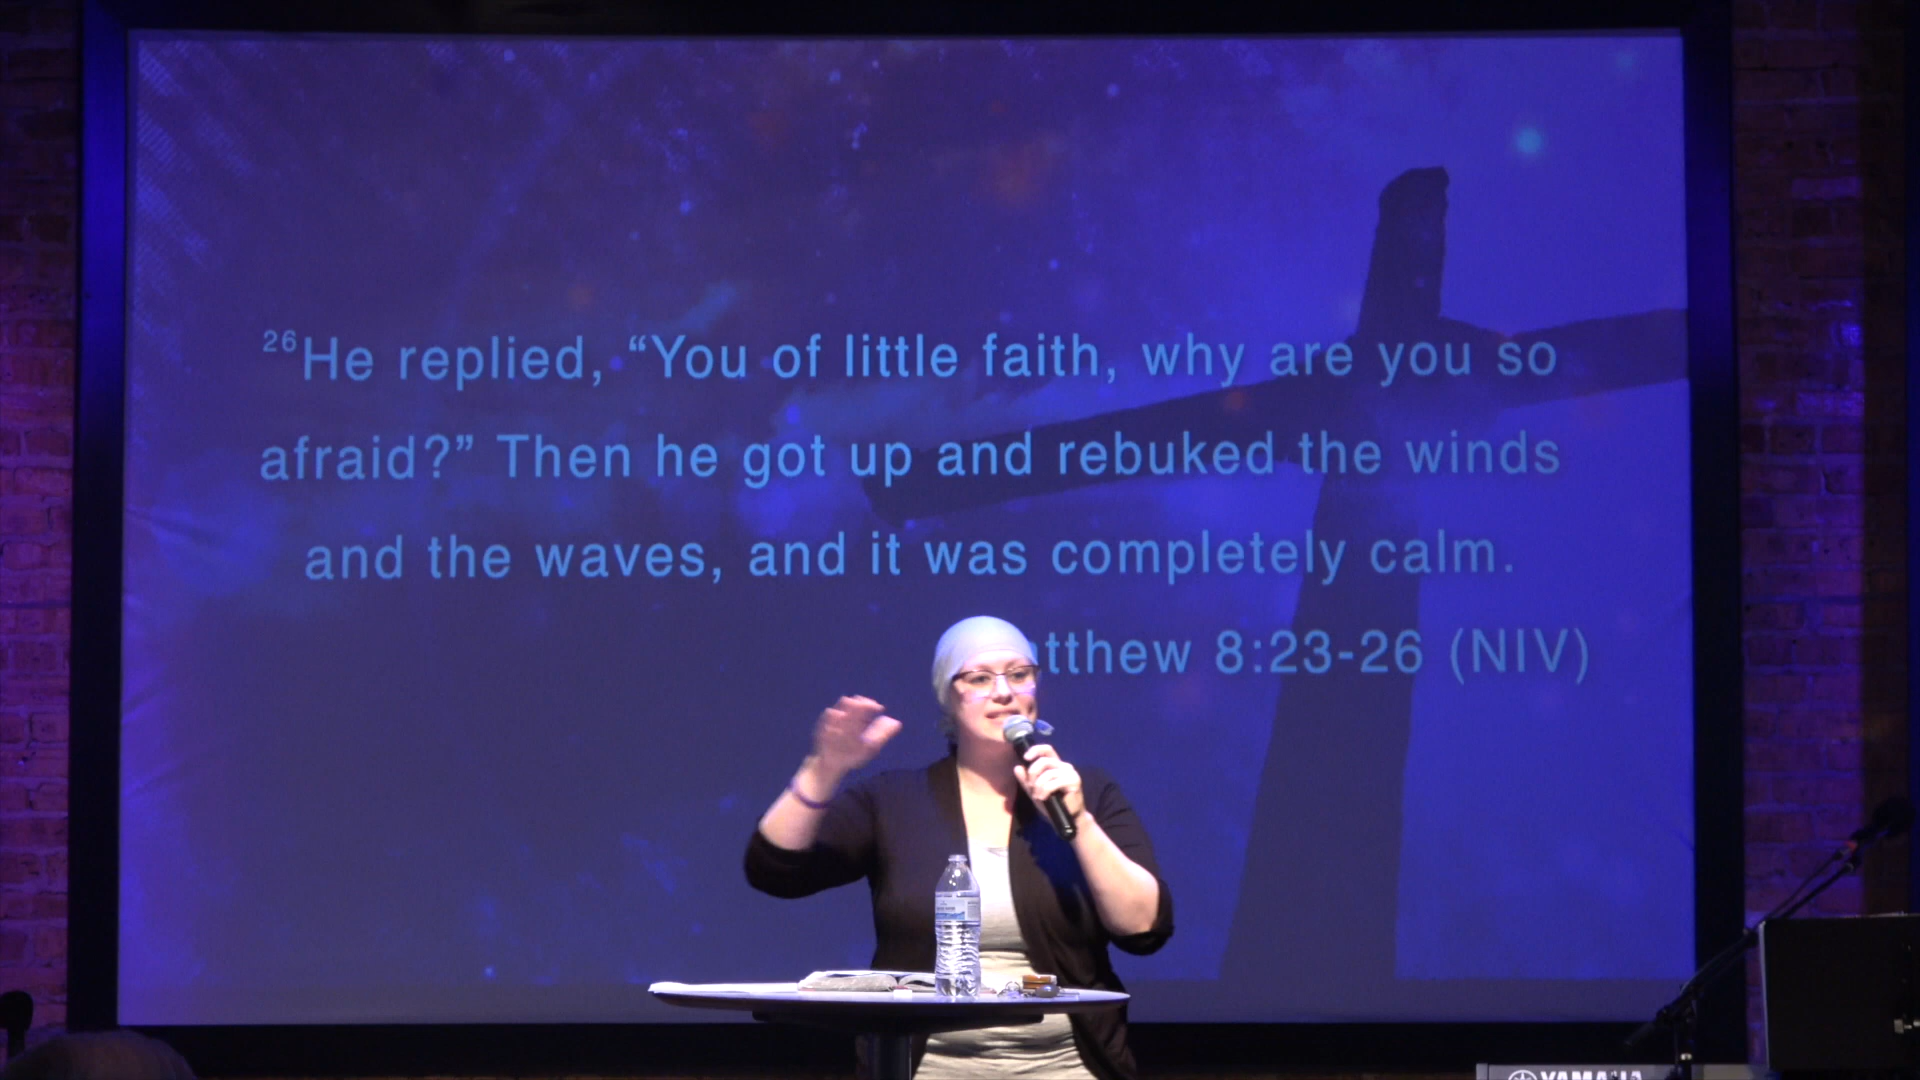 26He replied, “You of little faith, why are you so
afraid?” Then he got up and rebuked the winds
and the waves, and it was completely calm.
tthew 8:23-26 (NIV)
YAMAHA